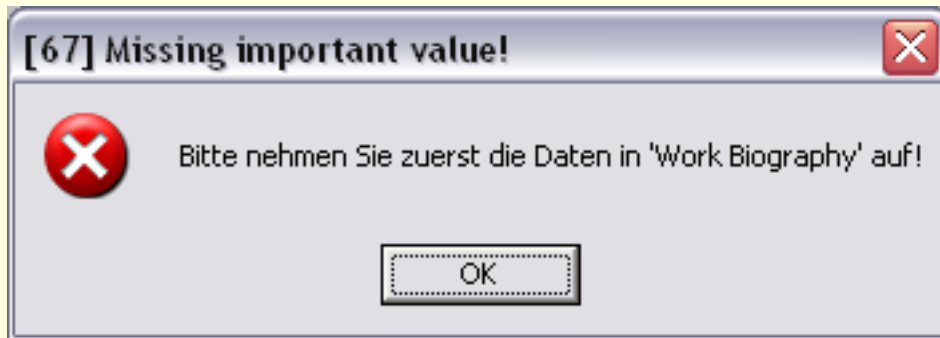 [67] Missing important value!
Bitte nehmen Sie zuerst die Daten in 'Work Biography' auf!
OK